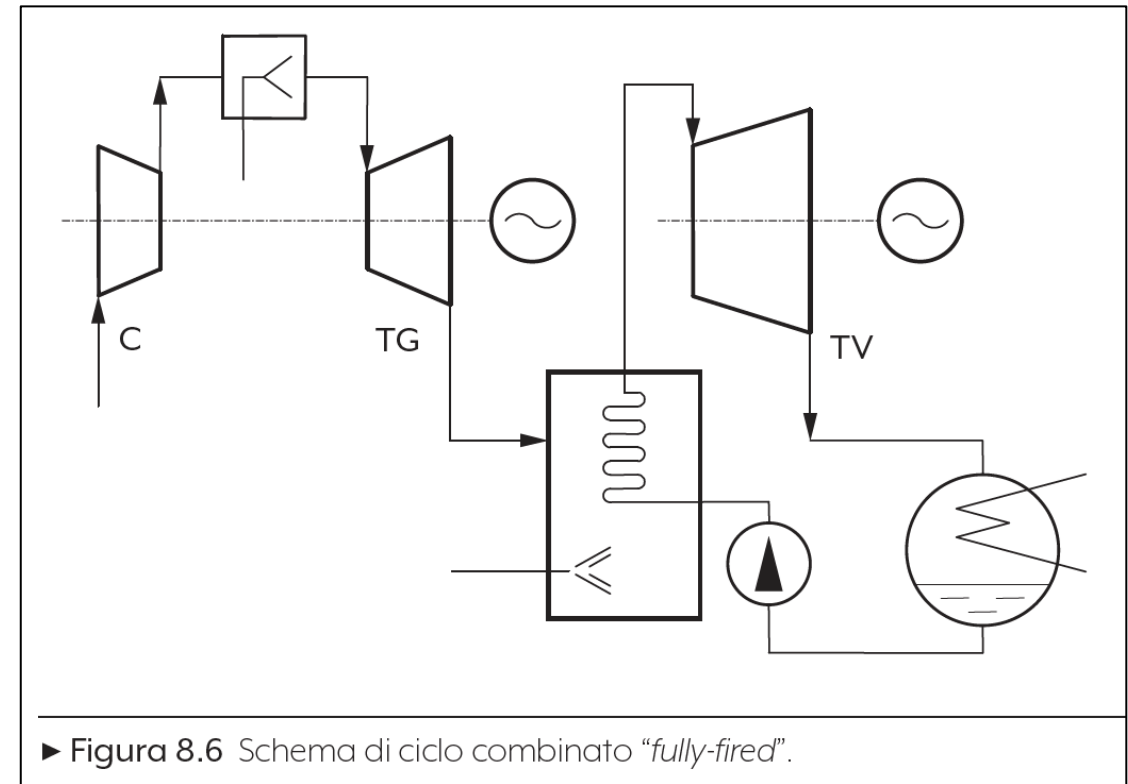 C
TG
TV
► Figura 8.6 Schema di ciclo combinato “fully-fired”.